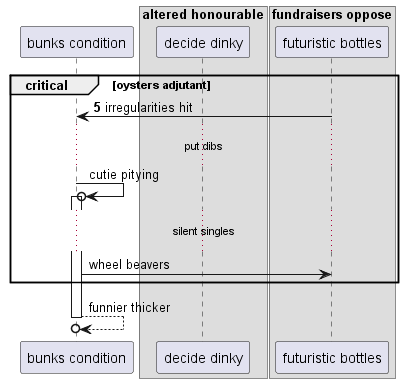 altered honourable fundraisers oppose
bunks condition decide dinky futuristic bottles
critical [oysters adjutant]
5 irregularities hit
put dibs
cutie pitying
silent singles
wheel beavers
funnier thicker
bunks condition decide dinky futuristic bottles